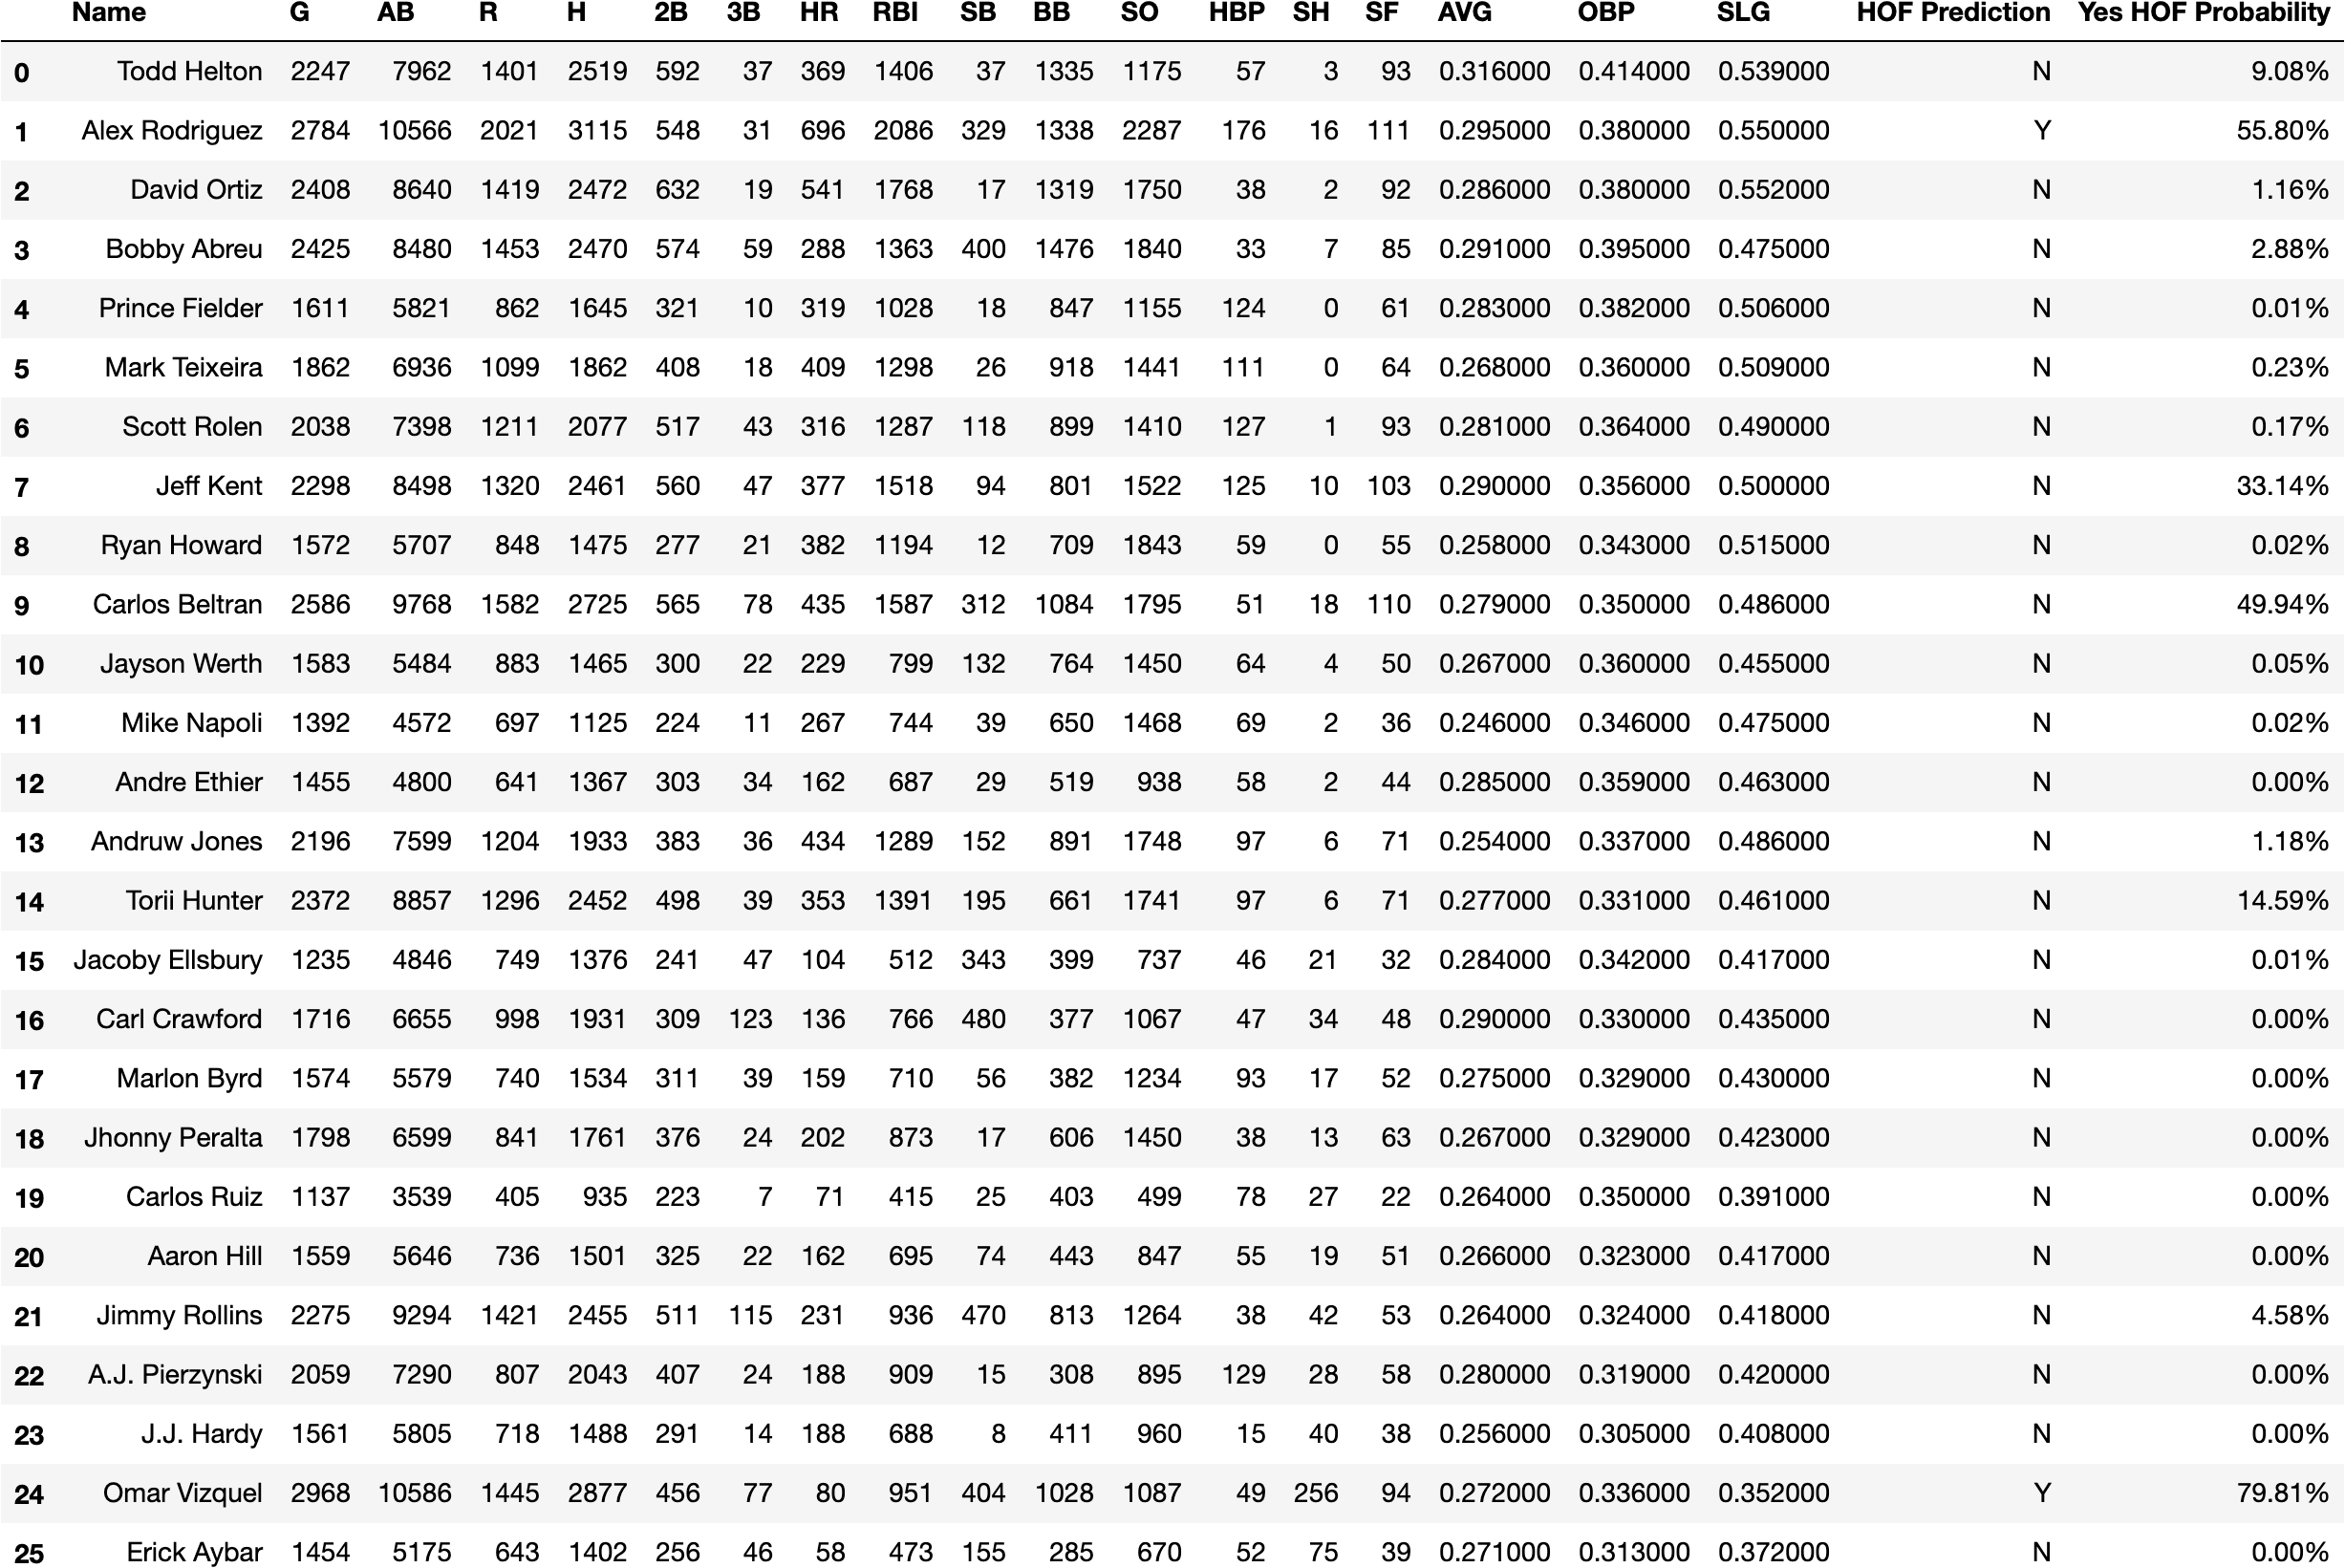 Name G AB R H 2B 3B HR RBI SB BB SO HBP SH SF AVG OBP SLG HOF Prediction Yes HOF Probability
0 Todd Helton 2247 7962 1401 2519 592 37 369 1406 37 1335 1175 57 3 93 0.316000 0.414000 0.539000 N 9.08%
1 Alex Rodriguez 2784 10566 2021 3115 548 31 696 2086 329 1338 2287 176 16 111 0.295000 0.380000 0.550000 Y 55.80%
2 David Ortiz 2408 8640 1419 2472 632 19 541 1768 17 1319 1750 38 2 92 0.286000 0.380000 0.552000 N 1.16%
3 Bobby Abreu 2425 8480 1453 2470 574 59 288 1363 400 1476 1840 33 7 85 0.291000 0.395000 0.475000 N 2.88%
4 Prince Fielder 1611 5821 862 1645 321 10 319 1028 18 847 1155 124 0 61 0.283000 0.382000 0.506000 N 0.01%
5 Mark Teixeira 1862 6936 1099 1862 408 18 409 1298 26 918 1441 111 0 64 0.268000 0.360000 0.509000 N 0.23%
6 Scott Rolen 2038 7398 1211 2077 517 43 316 1287 118 899 1410 127 1 93 0.281000 0.364000 0.490000 N 0.17%
7 Jeff Kent 2298 8498 1320 2461 560 47 377 1518 94 801 1522 125 10 103 0.290000 0.356000 0.500000 N 33.14%
8 Ryan Howard 1572 5707 848 1475 277 21 382 1194 12 709 1843 59 0 55 0.258000 0.343000 0.515000 N 0.02%
9 Carlos Beltran 2586 9768 1582 2725 565 78 435 1587 312 1084 1795 51 18 110 0.279000 0.350000 0.486000 N 49.94%
10 Jayson Werth 1583 5484 883 1465 300 22 229 799 132 764 1450 64 4 50 0.267000 0.360000 0.455000 N 0.05%
11 Mike Napoli 1392 4572 697 1125 224 11 267 744 39 650 1468 69 2 36 0.246000 0.346000 0.475000 N 0.02%
12 Andre Ethier 1455 4800 641 1367 303 34 162 687 29 519 938 58 2 44 0.285000 0.359000 0.463000 N 0.00%
13 Andruw Jones 2196 7599 1204 1933 383 36 434 1289 152 891 1748 97 6 71 0.254000 0.337000 0.486000 N 1.18%
14 Torii Hunter 2372 8857 1296 2452 498 39 353 1391 195 661 1741 97 6 71 0.277000 0.331000 0.461000 N 14.59%
15 Jacoby Ellsbury 1235 4846 749 1376 241 47 104 512 343 399 737 46 21 32 0.284000 0.342000 0.417000 N 0.01%
16 Carl Crawford 1716 6655 998 1931 309 123 136 766 480 377 1067 47 34 48 0.290000 0.330000 0.435000 N 0.00%
17 Marlon Byrd 1574 5579 740 1534 311 39 159 710 56 382 1234 93 17 52 0.275000 0.329000 0.430000 N 0.00%
18 Jhonny Peralta 1798 6599 841 1761 376 24 202 873 17 606 1450 38 13 63 0.267000 0.329000 0.423000 N 0.00%
19 Carlos Ruiz 1137 3539 405 935 223 7 71 415 25 403 499 78 27 22 0.264000 0.350000 0.391000 N 0.00%
20 Aaron Hill 1559 5646 736 1501 325 22 162 695 74 443 847 55 19 51 0.266000 0.323000 0.417000 N 0.00%
21 Jimmy Rollins 2275 9294 1421 2455 511 115 231 936 470 813 1264 38 42 53 0.264000 0.324000 0.418000 N 4.58%
22 A.J. Pierzynski 2059 7290 807 2043 407 24 188 909 15 308 895 129 28 58 0.280000 0.319000 0.420000 N 0.00%
23 J.J. Hardy 1561 5805 718 1488 291 14 188 688 8 411 960 15 40 38 0.256000 0.305000 0.408000 N 0.00%
24 Omar Vizquel 2968 10586 1445 2877 456 77 80 951 404 1028 1087 49 256 94 0.272000 0.336000 0.352000 Y 79.81%
25 Erick Aybar 1454 5175 643 1402 256 46 58 473 155 285 670 52 75 39 0.271000 0.313000 0.372000 N 0.00%